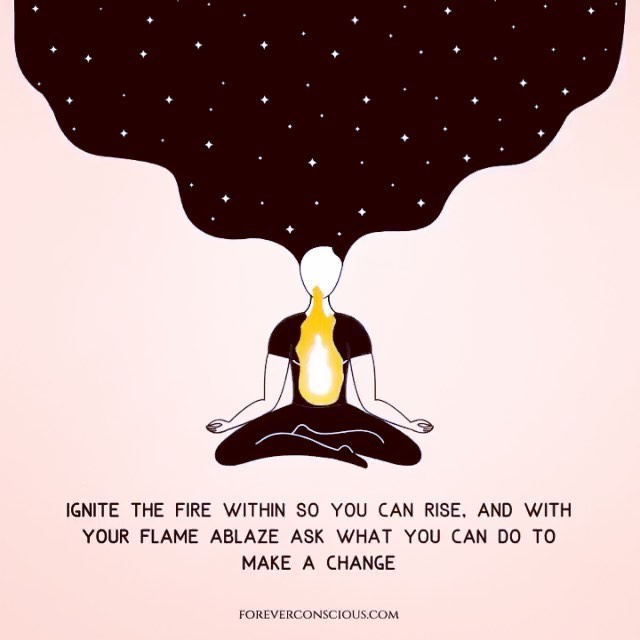 IGNITE THE FIRE WITHIN SO YOU CAN RISE, AND WITH
YOUR FLAME ABLAZE ASK WHAT YOU CAN DO TO
MAKE A CHANGE
FOREVERCONSCIOUS.COM